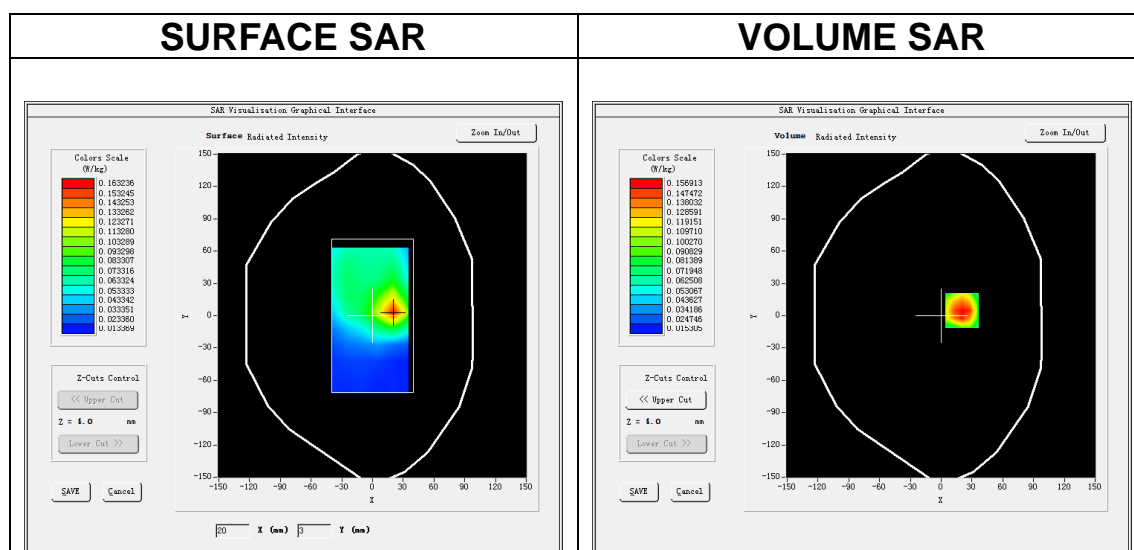 SURFACE SAR
VOLUME SAR
SAR Visualisation Graphical Interface
Surface Radiated Intensity
Zoom In/Out
Colors Scale
(W/kg)
0.163236
0.153245
0.143253
0.133262
0.123271
0.113280
0.103289
0.093298
0.083307
0.073316
0.063324
0.053333
0.043342
0.033351
0.023360
0.013369
Z-Cuts Control
<< Upper Cut
Z = 4.0 mm
Lower Cut >>
SAVE
Cancel
150
120
90
60
30
0
-30
-60
-90
-120
-150
Y
-150 -120 -90 -60 -30 0 30 60 90 120 150
X
20 X (mm) 3 Y (mm)
SAR Visualisation Graphical Interface
Volume Radiated Intensity
Zoom In/Out
Colors Scale
(W/kg)
0.156913
0.147472
0.138032
0.128591
0.119151
0.109710
0.100270
0.090829
0.081389
0.071948
0.062508
0.053067
0.043627
0.034186
0.024746
0.015305
Z-Cuts Control
<< Upper Cut
Z = 4.0 mm
Lower Cut >>
SAVE
Cancel
150
120
90
60
30
0
-30
-60
-90
-120
-150
Y
-150 -120 -90 -60 -30 0 30 60 90 120 150
X